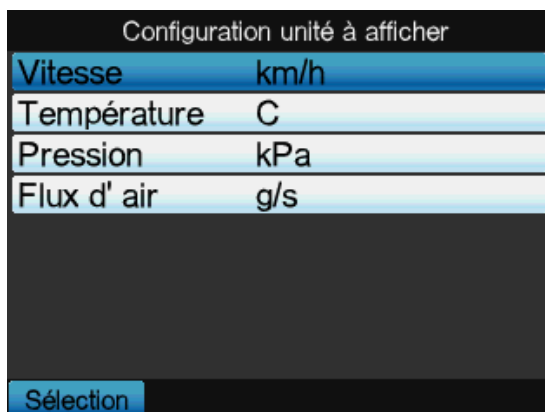 Configuration unité à afficher
Vitesse km/h
Température C
Pression kPa
Flux d' air g/s
Sélection